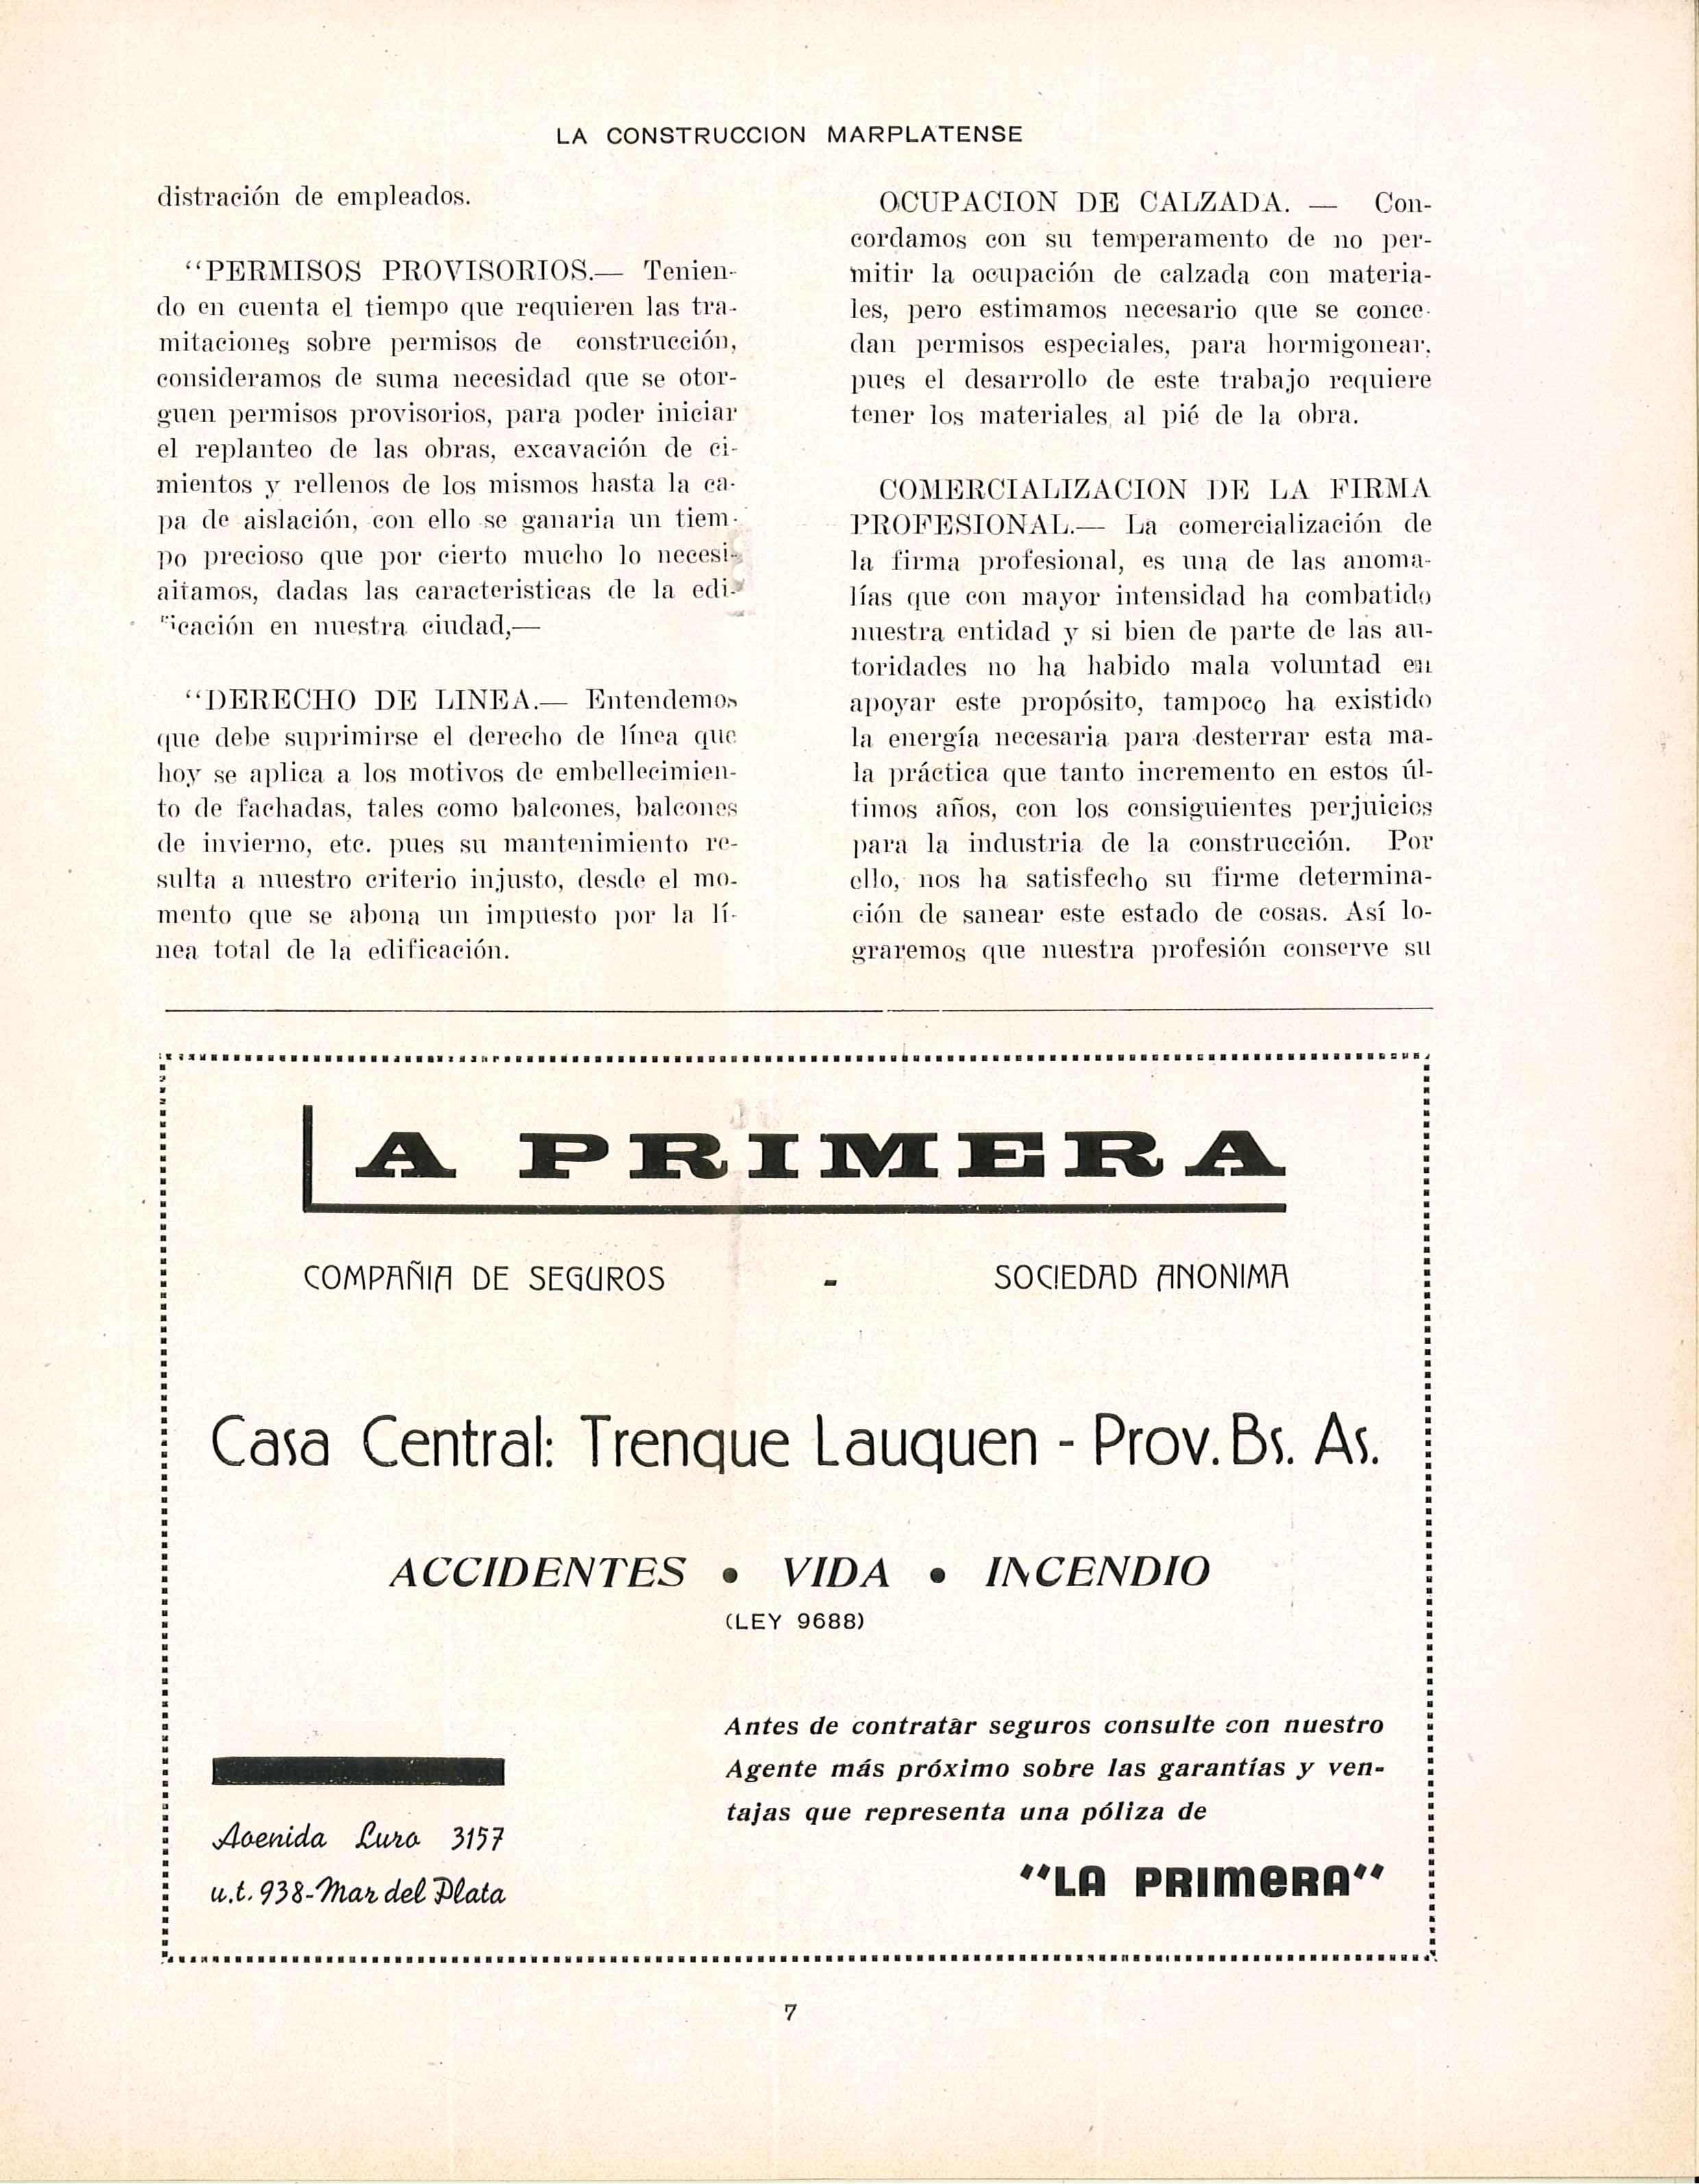 LA CONSTRUCCION MARPLATENSE
distración de empleados.
"PERMISOS PROVISORIOS.— Tenien-
do en cuenta el tiempo que requieren las tra-
mitaciones sobre permisos de construcción,
consideramos de suma necesidad que se otor-
guen permisos provisorios, para poder iniciar
el replanteo de las obras, excavación de ci-
mientos y rellenos de los mismos hasta la ca-
pa de aislación, con ello se ganaria un tiem-
po precioso que por cierto mucho lo necesi-
aitamos, dadas las caracteristicas de la edi-
"icación en nuestra ciudad,—
"DERECHO DE LINEA.— Entendemos
que debe suprimirse el derecho de línea que
hoy se aplica a los motivos de embellecimien-
to de fachadas, tales como balcones, balcones
de invierno, etc. pues su mantenimiento re-
sulta a nuestro criterio injusto, desde el mo-
mento que se abona un impuesto por la lí-
nea total de la edificación.
OCUPACION DE CALZADA. — Con-
cordamos con su temperamento de no per-
mitir la ocupación de calzada con materia-
les, pero estimamos necesario que se conce-
dan permisos especiales, para hormigonear,
pues el desarrollo de este trabajo requiere
tener los materiales al pié de la obra.
COMERCIALIZACION DE LA FIRMA
PROFESIONAL.— La comercialización de
la firma profesional, es una de las anoma-
lías que con mayor intensidad ha combatido
nuestra entidad y si bien de parte de las au-
toridades no ha habido mala voluntad en
apoyar este propósito, tampoco ha existido
la energía necesaria para desterrar esta ma-
la práctica que tanto incremento en estos úl-
timos años, con los consiguientes perjuicios
para la industria de la construcción. Por
ello, nos ha satisfecho su firme determina-
ción de sanear este estado de cosas. Así lo-
graremos que nuestra profesión conserve su
LA PRIMERA
COMPAÑIA DE SEGUROS - SOCIEDAD ANONIMA
Casa Central: Trenque Lauquen - Prov. Bs. As.
ACCIDENTES • VIDA • INCENDIO
(LEY 9688)
Antes de contratar seguros consulte con nuestro
Agente más próximo sobre las garantías y ven-
tajas que representa una póliza de
"LA PRIMERA"
Avenida Luro 3157
u.t. 938 - Mar del Plata
7